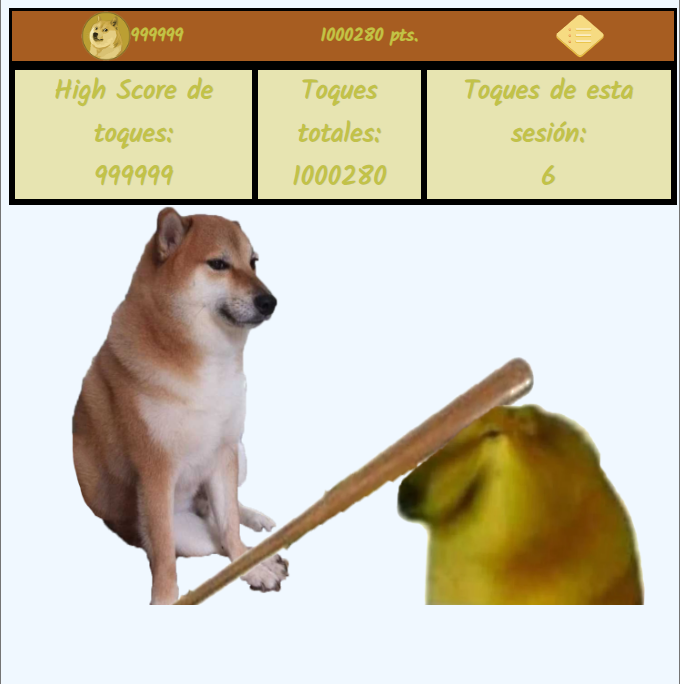 999999 1000280 pts.
High Score de
toques:
999999
Toques
totales:
1000280
Toques de esta
sesión:
6